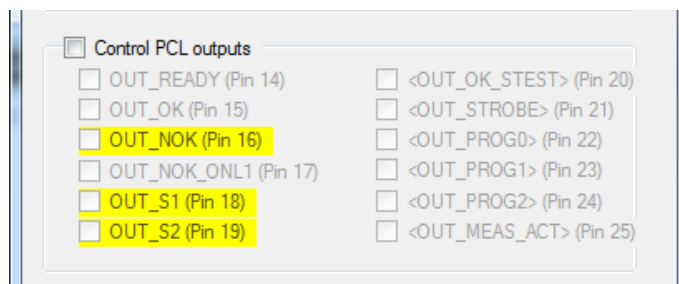 Control PCL outputs
OUT_READY (Pin 14)
OUT_OK (Pin 15)
OUT_NOK (Pin 16)
OUT_NOK_ONL1 (Pin 17)
OUT_S1 (Pin 18)
OUT_S2 (Pin 19)
<OUT_OK_STEST> (Pin 20)
<OUT_STROBE> (Pin 21)
<OUT_PROG0> (Pin 22)
<OUT_PROG1> (Pin 23)
<OUT_PROG2> (Pin 24)
<OUT_MEAS_ACT> (Pin 25)